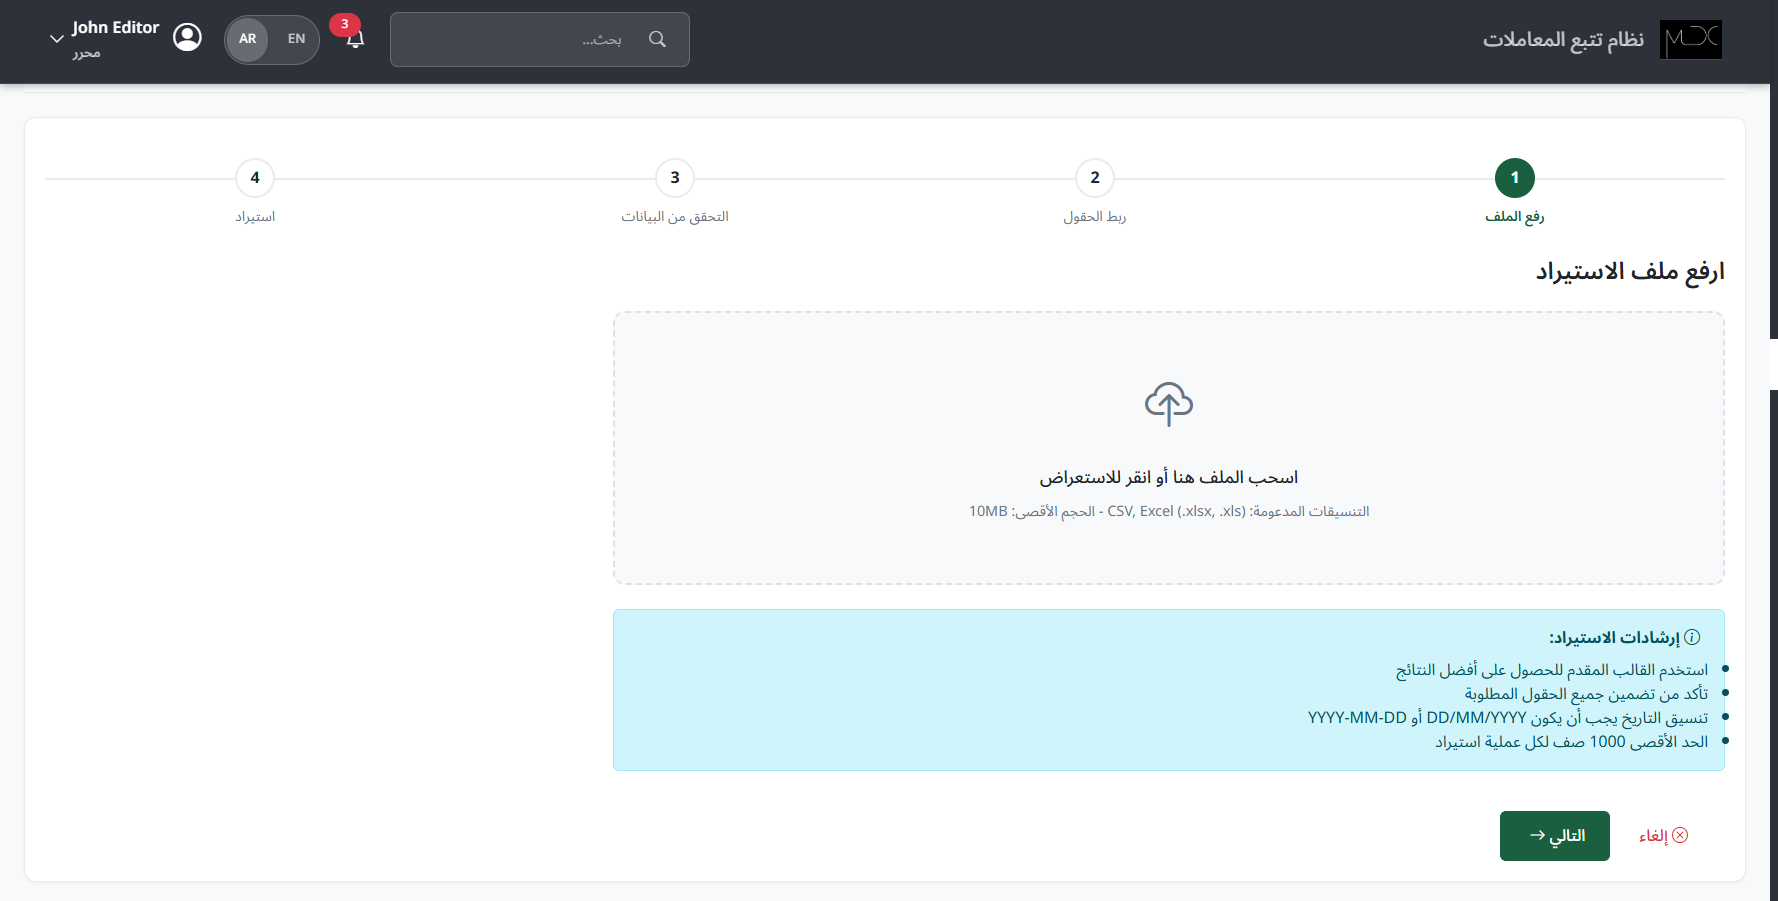 MDC
نظام تتبع المعاملات
بحث...
3
AR
EN
John Editor
محرر
1
رفع الملف
2
ربط الحقول
3
التحقق من البيانات
4
استيراد
ارفع ملف الاستيراد
اسحب الملف هنا أو انقر للاستعراض
التنسيقات المدعومة: CSV, Excel (.xlsx, .xls) - الحجم الأقصى: 10MB
إرشادات الاستيراد:
• استخدم القالب المقدم للحصول على أفضل النتائج
• تأكد من تضمين جميع الحقول المطلوبة
• تنسيق التاريخ يجب أن يكون DD/MM/YYYY أو YYYY-MM-DD
• الحد الأقصى 1000 صف لكل عملية استيراد
إلغاء
التالي →